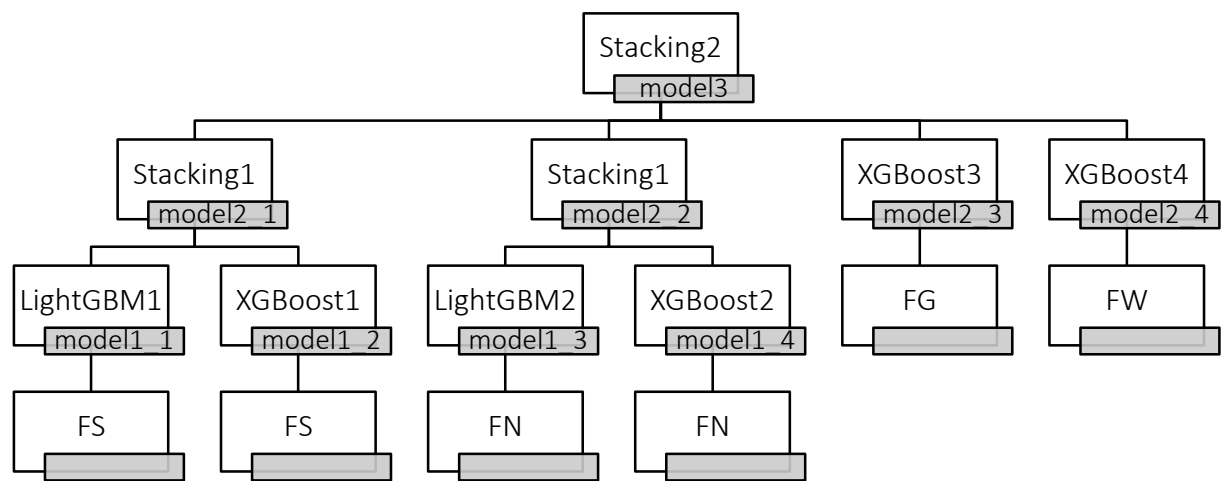 Stacking2
model3
Stacking1
model2_1
Stacking1
model2_2
XGBoost3
model2_3
XGBoost4
model2_4
LightGBM1
model1_1
XGBoost1
model1_2
LightGBM2
model1_3
XGBoost2
model1_4
FG
FW
FS
FS
FN
FN